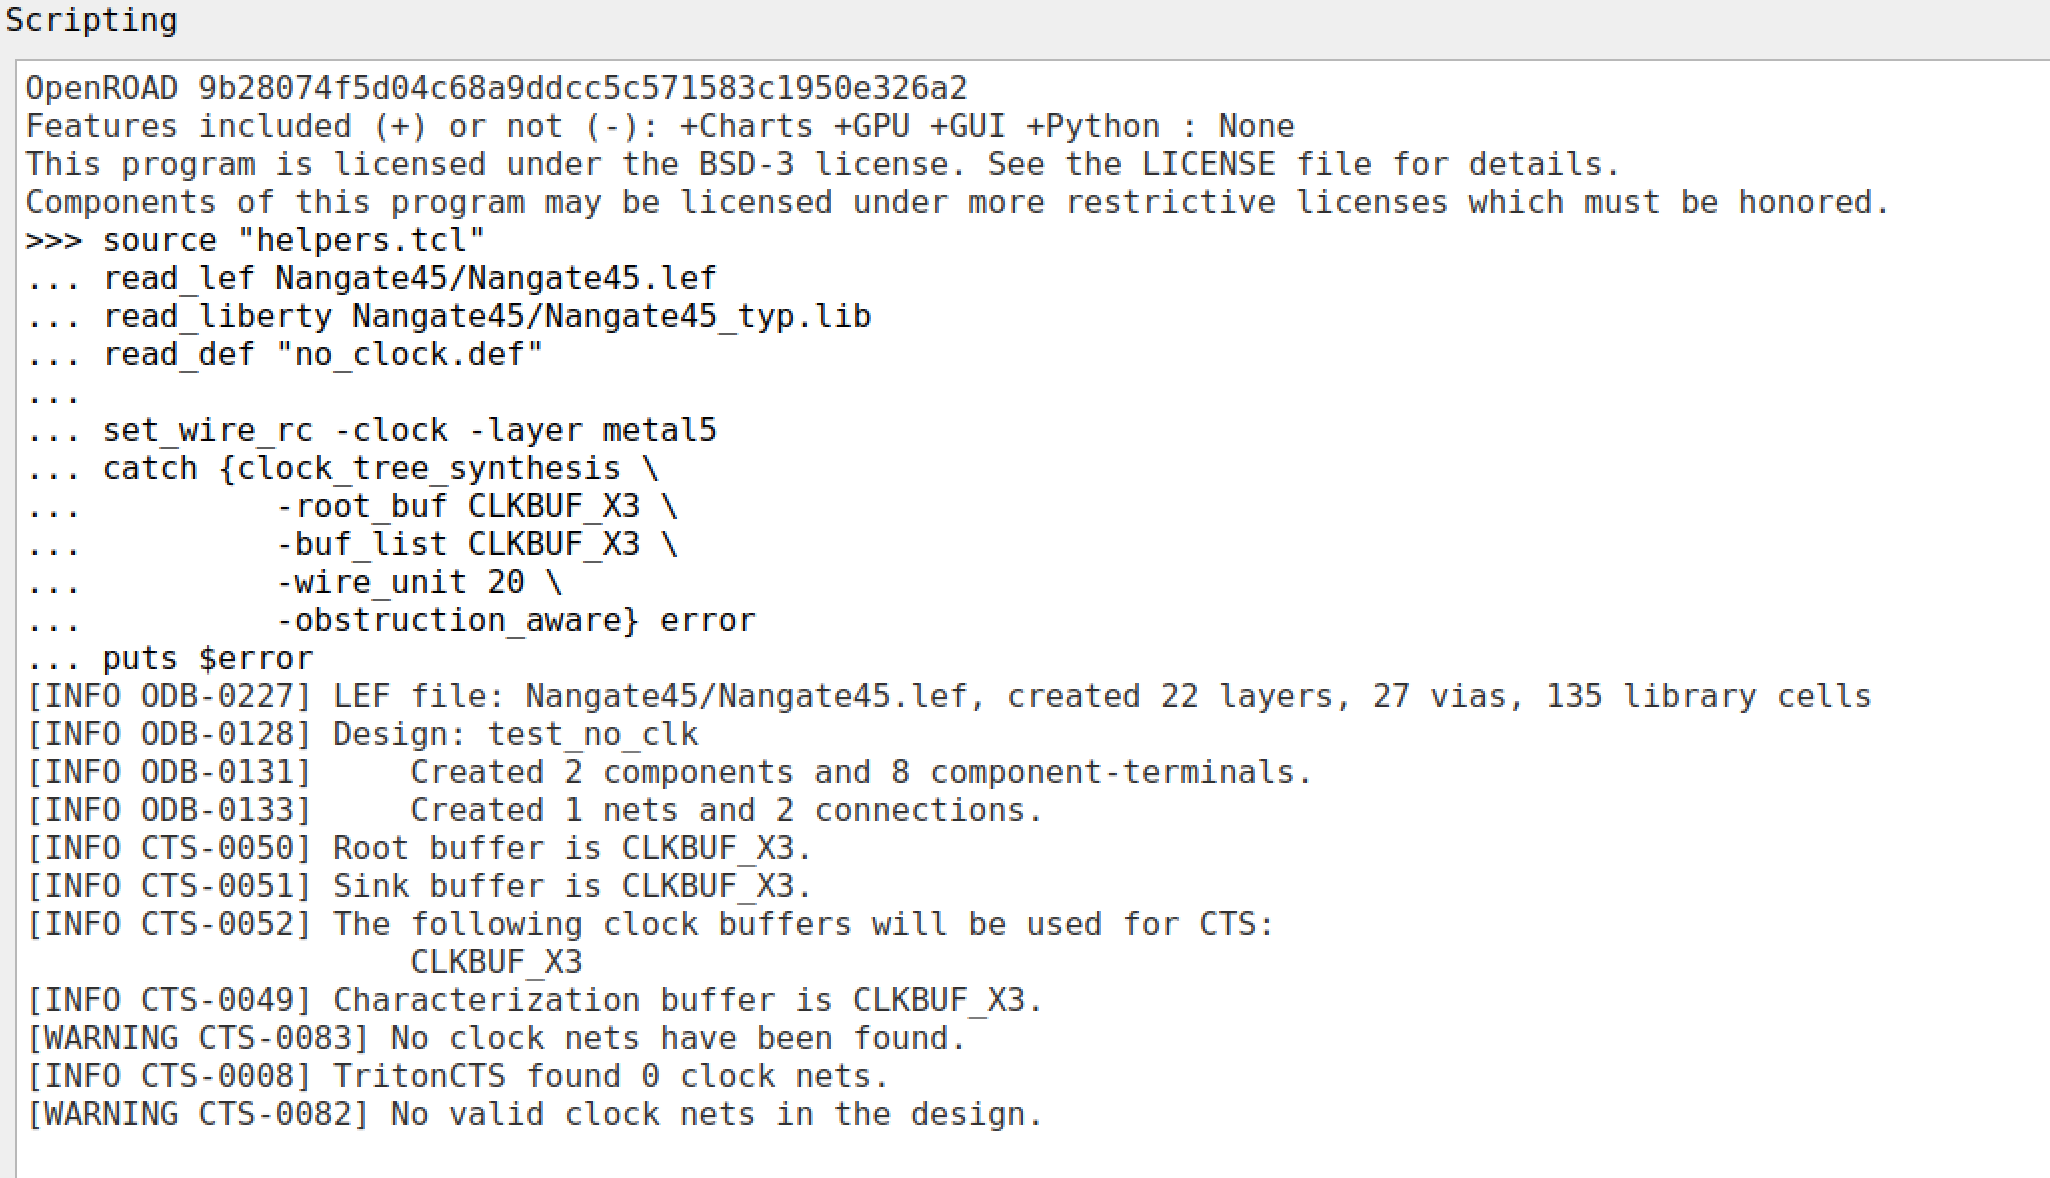 Scripting
OpenROAD 9b28074f5d04c68a9ddcc5c571583c1950e326a2
Features included (+) or not (-): +Charts +GPU +GUI +Python : None
This program is licensed under the BSD-3 license. See the LICENSE file for details.
Components of this program may be licensed under more restrictive licenses which must be honored.
>>> source "helpers.tcl"
... read_lef Nangate45/Nangate45.lef
... read_liberty Nangate45/Nangate45_typ.lib
... read_def "no_clock.def"
...
... set_wire_rc -clock -layer metal5
... catch {clock_tree_synthesis \
...          -root_buf CLKBUF_X3 \
...          -buf_list CLKBUF_X3 \
...          -wire_unit 20 \
...          -obstruction_aware} error
... puts $error
[INFO ODB-0227] LEF file: Nangate45/Nangate45.lef, created 22 layers, 27 vias, 135 library cells
[INFO ODB-0128] Design: test_no_clk
[INFO ODB-0131]     Created 2 components and 8 component-terminals.
[INFO ODB-0133]     Created 1 nets and 2 connections.
[INFO CTS-0050] Root buffer is CLKBUF_X3.
[INFO CTS-0051] Sink buffer is CLKBUF_X3.
[INFO CTS-0052] The following clock buffers will be used for CTS:
                    CLKBUF_X3
[INFO CTS-0049] Characterization buffer is CLKBUF_X3.
[WARNING CTS-0083] No clock nets have been found.
[INFO CTS-0008] TritonCTS found 0 clock nets.
[WARNING CTS-0082] No valid clock nets in the design.